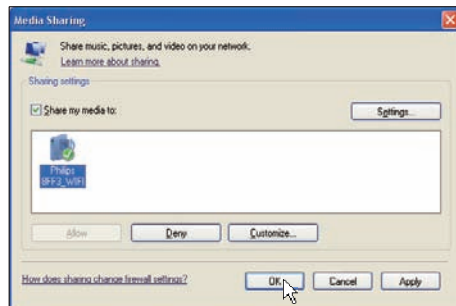 Media Sharing
Share music, pictures, and video on your network.
Learn more about sharing.
Sharing settings
Share my media to:
Settings...
Philips
8FF3_WIFI
Allow
Deny
Customize...
How does sharing change firewall settings?
OK
Cancel
Apply